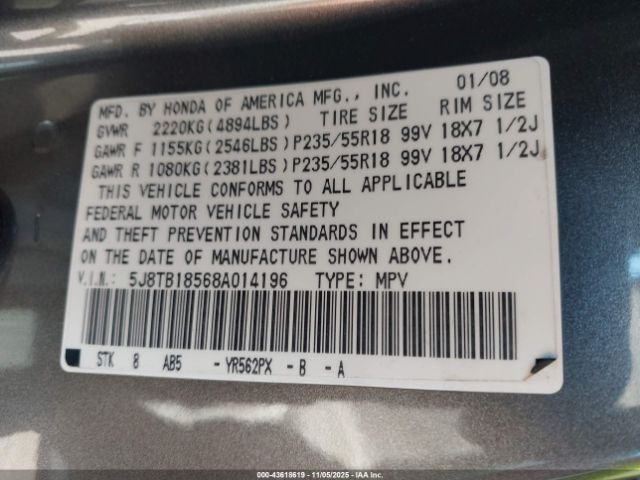 MFD. BY HONDA OF AMERICA MFG., INC. 01/08
GVWR 2220KG(4894LBS) TIRE SIZE RIM SIZE
GAWR F 1155KG(2546LBS)P235/55R18 99V 18X7 1/2J
GAWR R 1080KG(2381LBS)P235/55R18 99V 18X7 1/2J
THIS VEHICLE CONFORMS TO ALL APPLICABLE
FEDERAL MOTOR VEHICLE SAFETY
AND THEFT PREVENTION STANDARDS IN EFFECT
ON THE DATE OF MANUFACTURE SHOWN ABOVE.
V.I.N.: 5J8TB18568A014196 TYPE: MPV
STK 8 AB5 -YR562PX -B -A
000-43618619 | 11/05/2025 - IAAI.COM